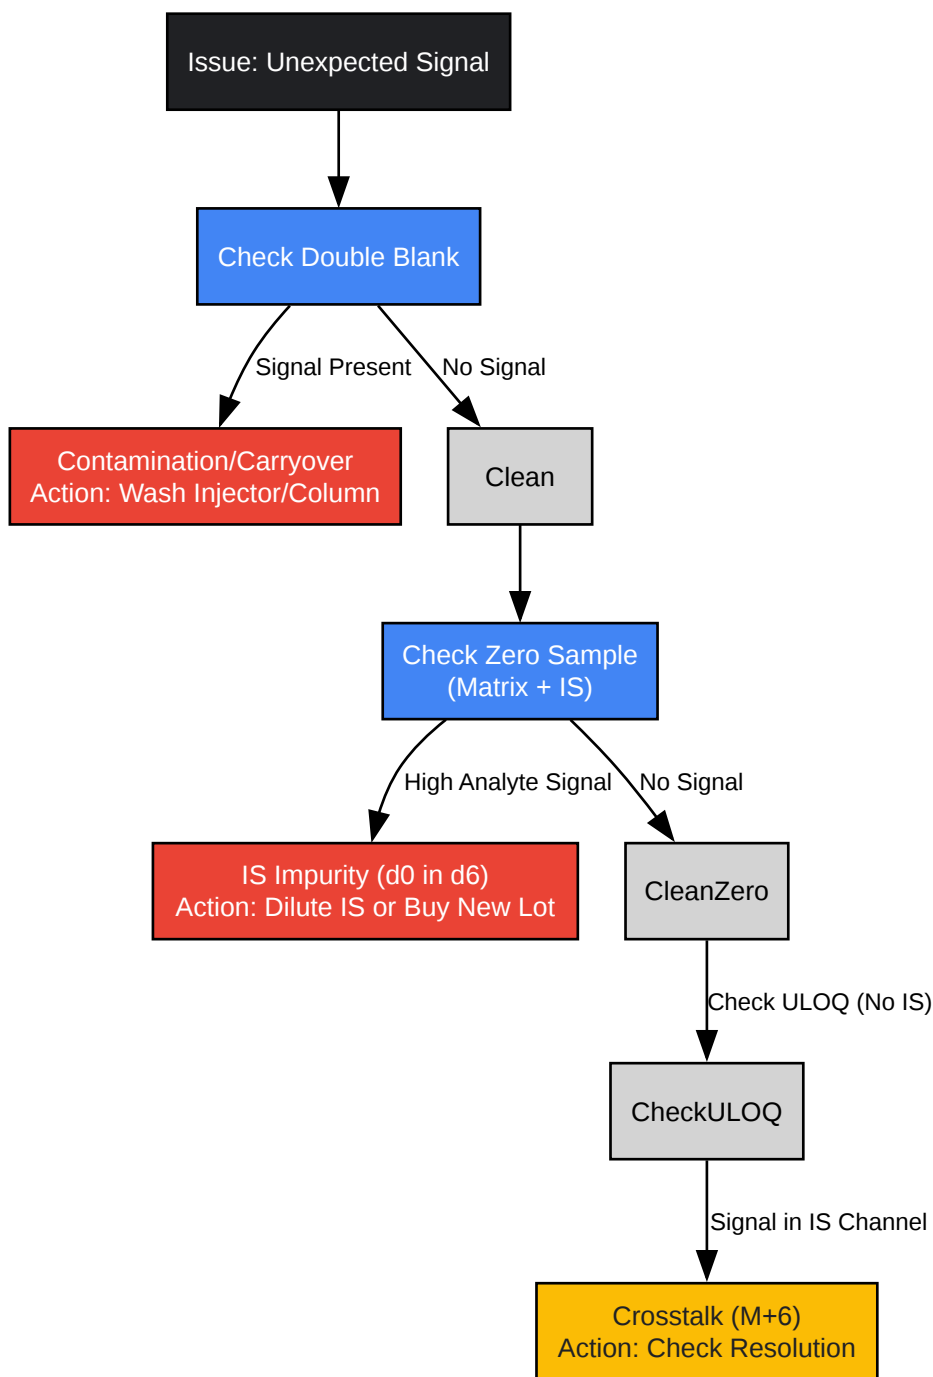 Issue: Unexpected Signal
Check Double Blank
Signal Present
No Signal
Contamination/Carryover
Action: Wash Injector/Column
Clean
Check Zero Sample
(Matrix + IS)
High Analyte Signal
No Signal
IS Impurity (d0 in d6)
Action: Dilute IS or Buy New Lot
CleanZero
Check ULOQ (No IS)
CheckULOQ
Signal in IS Channel
Crosstalk (M+6)
Action: Check Resolution